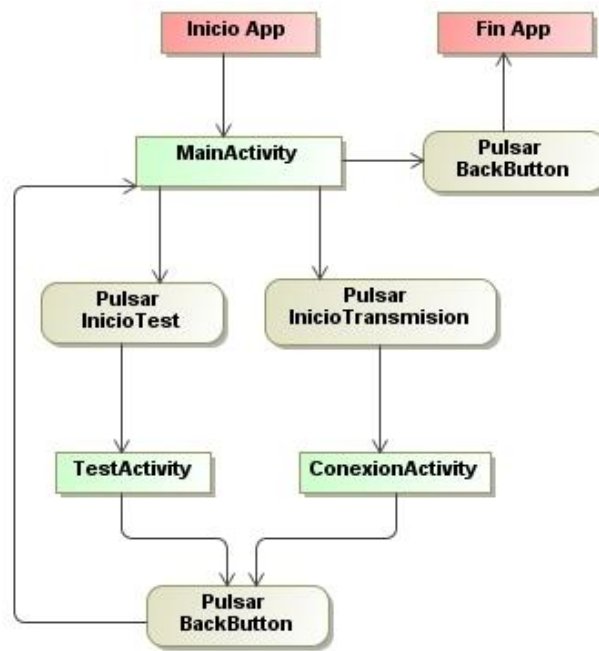 Inicio App
Fin App
MainActivity
Pulsar
BackButton
Pulsar
InicioTest
Pulsar
InicioTransmision
TestActivity
ConexionActivity
Pulsar
BackButton